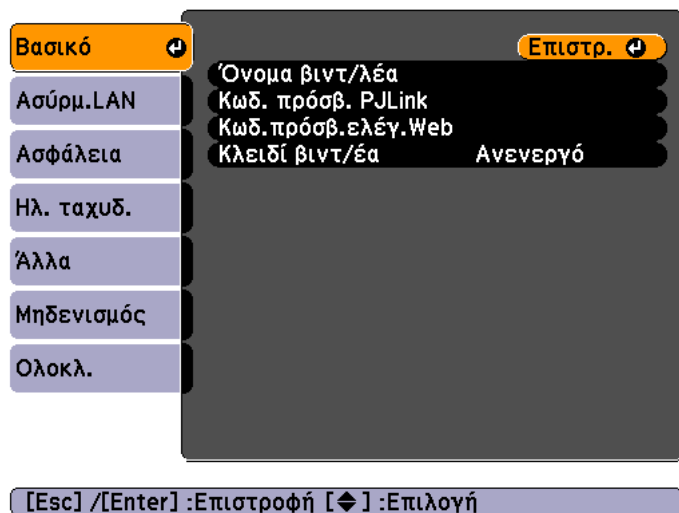 Βασικό
Ασύρμ.LAN
Ασφάλεια
Ηλ. ταχυδ.
Άλλα
Μηδενισμός
Ολοκλ.
Επιστρ.
Όνομα βιντ/λέα
Κωδ. πρόσβ. PJLink
Κωδ.πρόσβ.ελέγ.Web
Κλειδί βιντ/έα Ανενεργό
[Esc] /[Enter] :Επιστροφή [◆] :Επιλογή